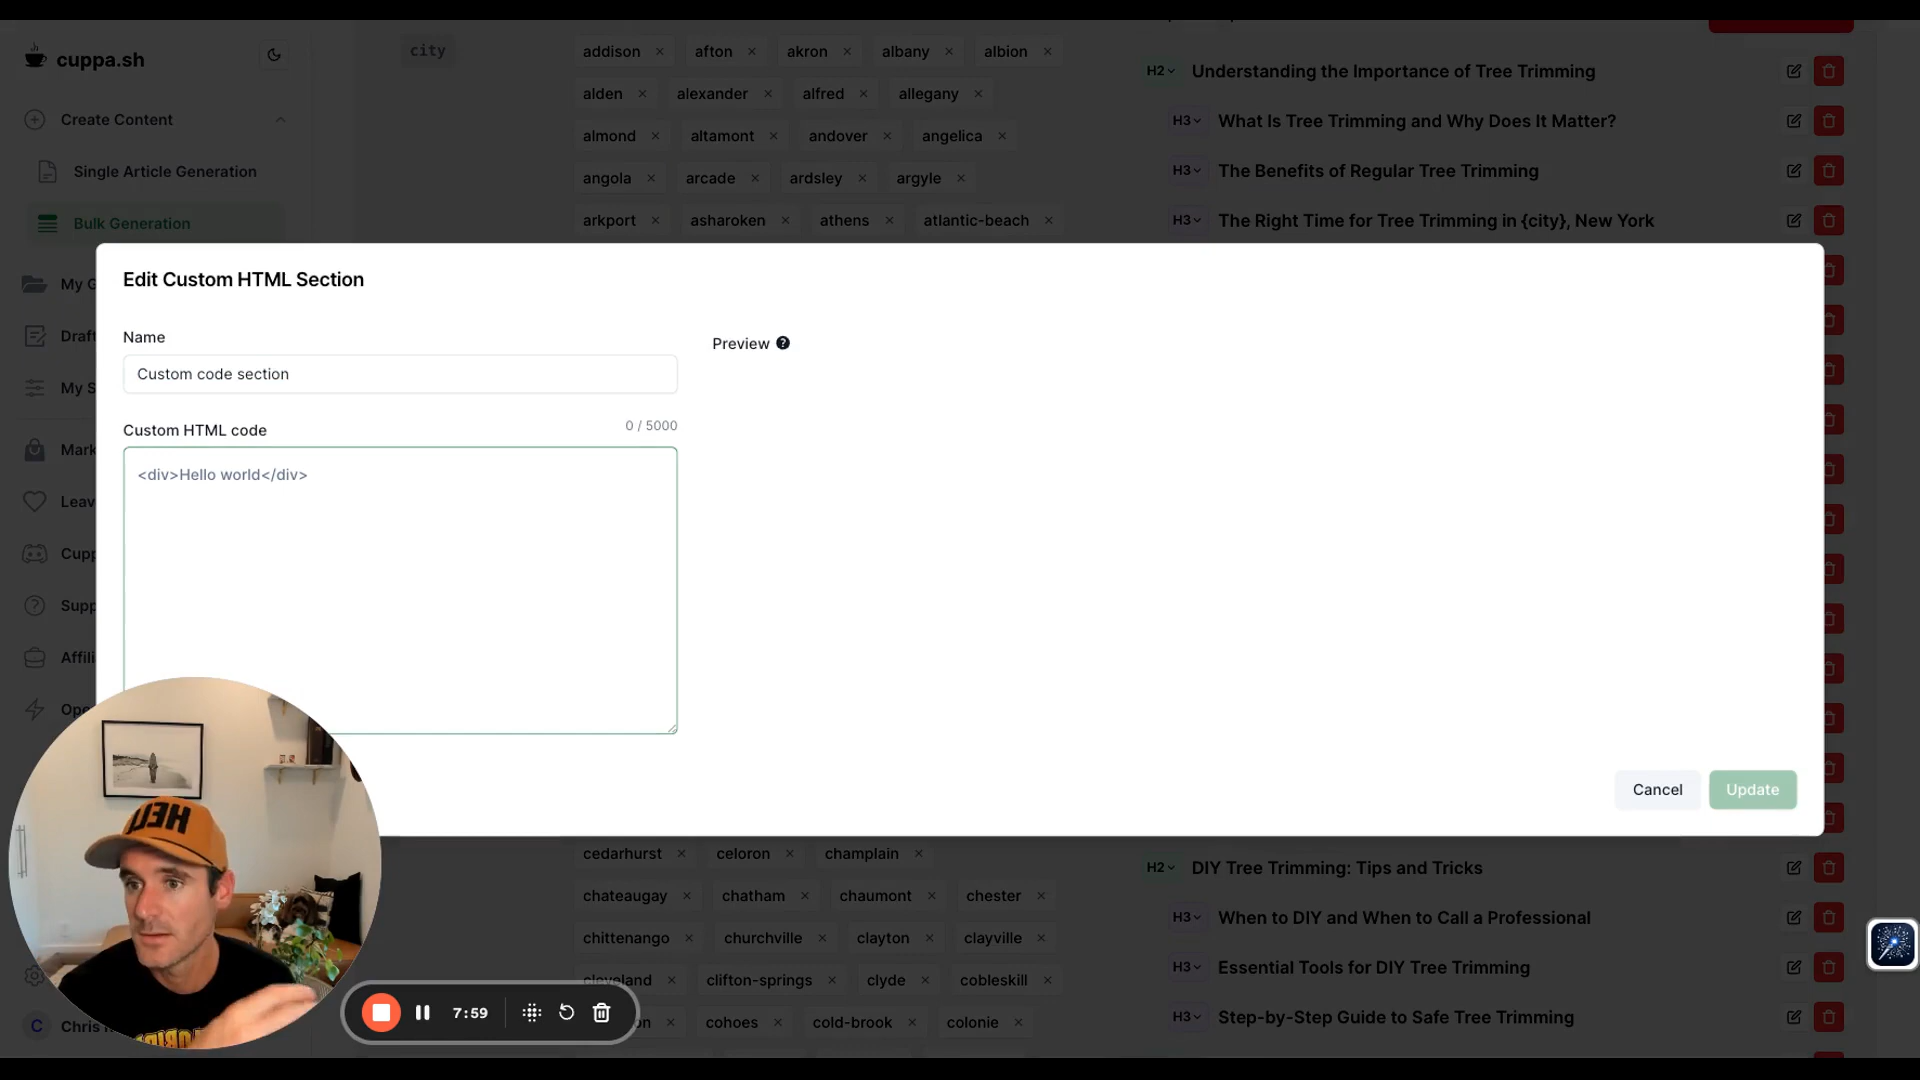 cuppa.sh
Create Content
Single Article Generation
Bulk Generation
My G
Draft
My S
Mark
Leav
Cupp
Supp
Affili
Ope
C Chris
city
addison × afton × akron × albany × albion ×
alden × alexander × alfred × allegany ×
almond × altamont × andover × angelica ×
angola × arcade × ardsley × argyle ×
arkport × asharoken × athens × atlantic-beach ×
H2 Understanding the Importance of Tree Trimming
H3 What Is Tree Trimming and Why Does It Matter?
H3 The Benefits of Regular Tree Trimming
H3 The Right Time for Tree Trimming in {city}, New York
Edit Custom HTML Section
Name
Custom code section
Custom HTML code
0 / 5000
<div>Hello world</div>
Preview ?
Cancel
Update
cedarhurst × celoron × champlain ×
chateaugay × chatham × chaumont × chester ×
chittenango × churchville × clayton × clayville ×
cleveland × clifton-springs × clyde × cobleskill ×
on × cohoes × cold-brook × colonie ×
H2 DIY Tree Trimming: Tips and Tricks
H3 When to DIY and When to Call a Professional
H3 Essential Tools for DIY Tree Trimming
H3 Step-by-Step Guide to Safe Tree Trimming
HELL
7:59